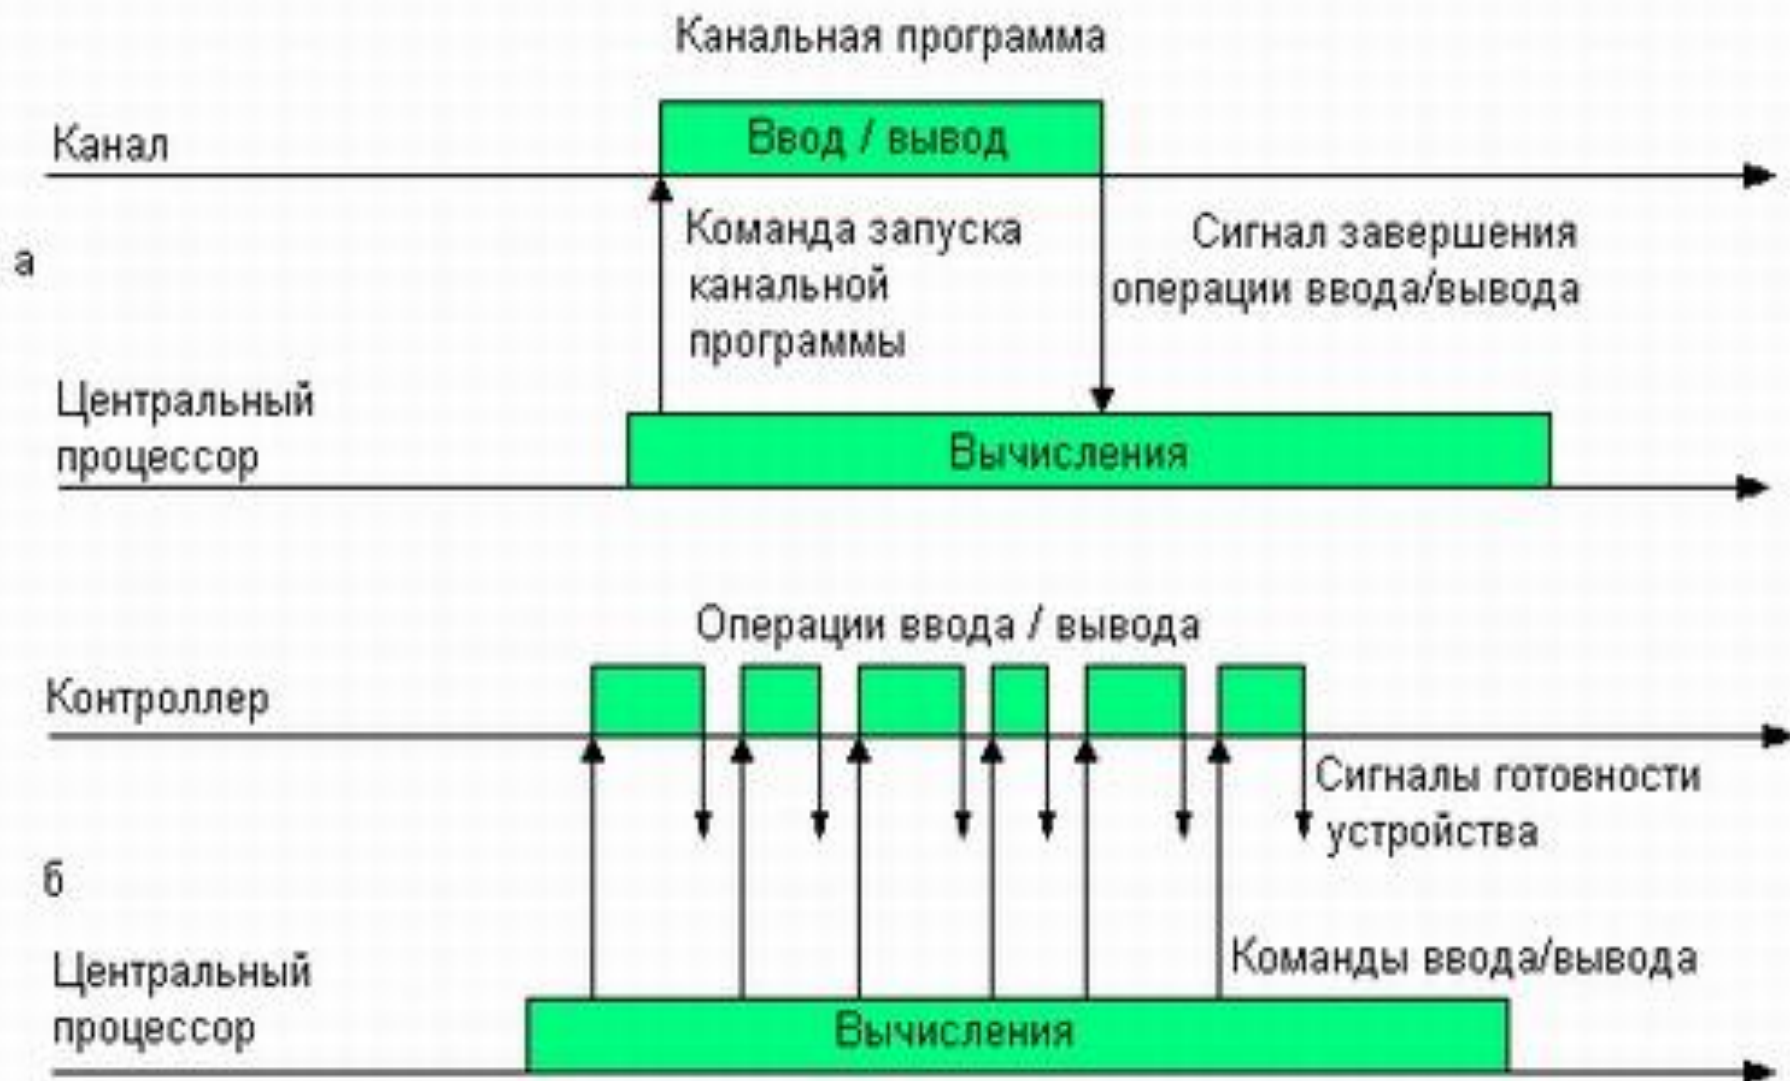 Канальная программа
Канал
Ввод / вывод
а
Команда запуска
канальной
программы
Сигнал завершения
операции ввода/вывода
Центральный
процессор
Вычисления
Операции ввода / вывода
Контроллер
Сигналы готовности
устройства
б
Команды ввода/вывода
Центральный
процессор
Вычисления